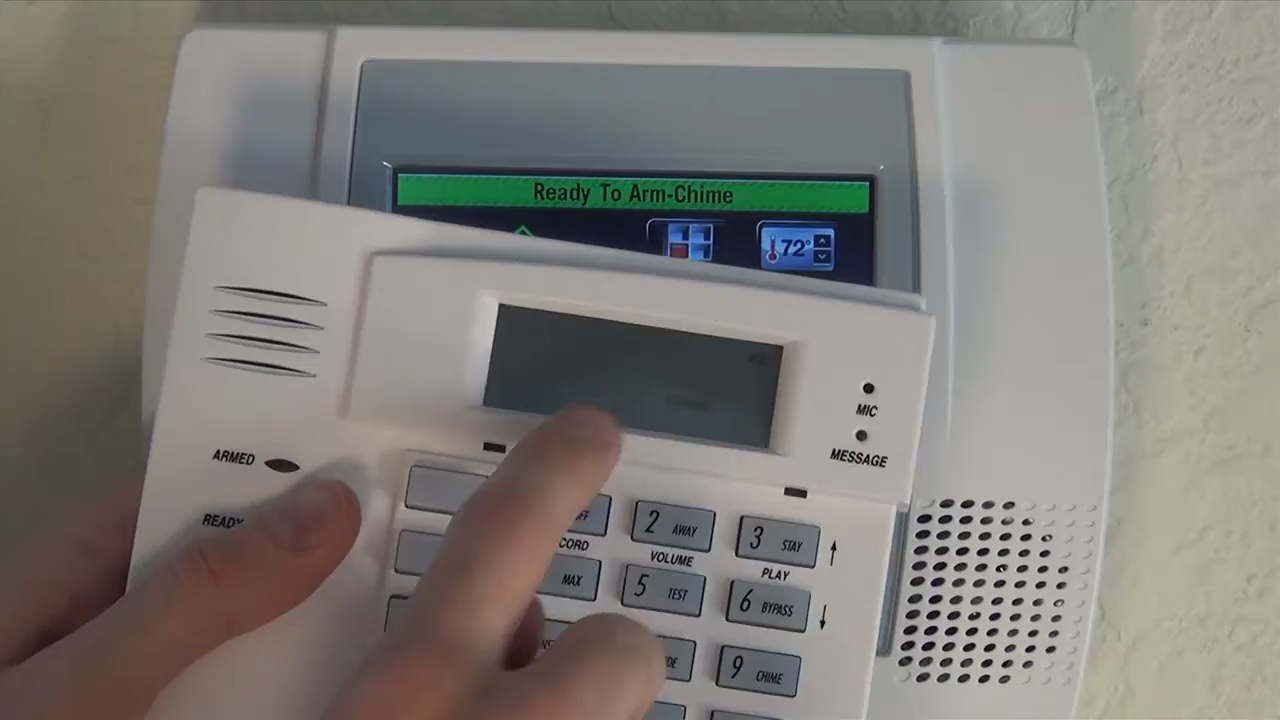 Ready To Arm-Chime
72°
MIC
MESSAGE
ARMED
READY
2 AWAY
3 STAY
VOLUME
PLAY
MAX
5 TEST
6 BYPASS
9 CHIME